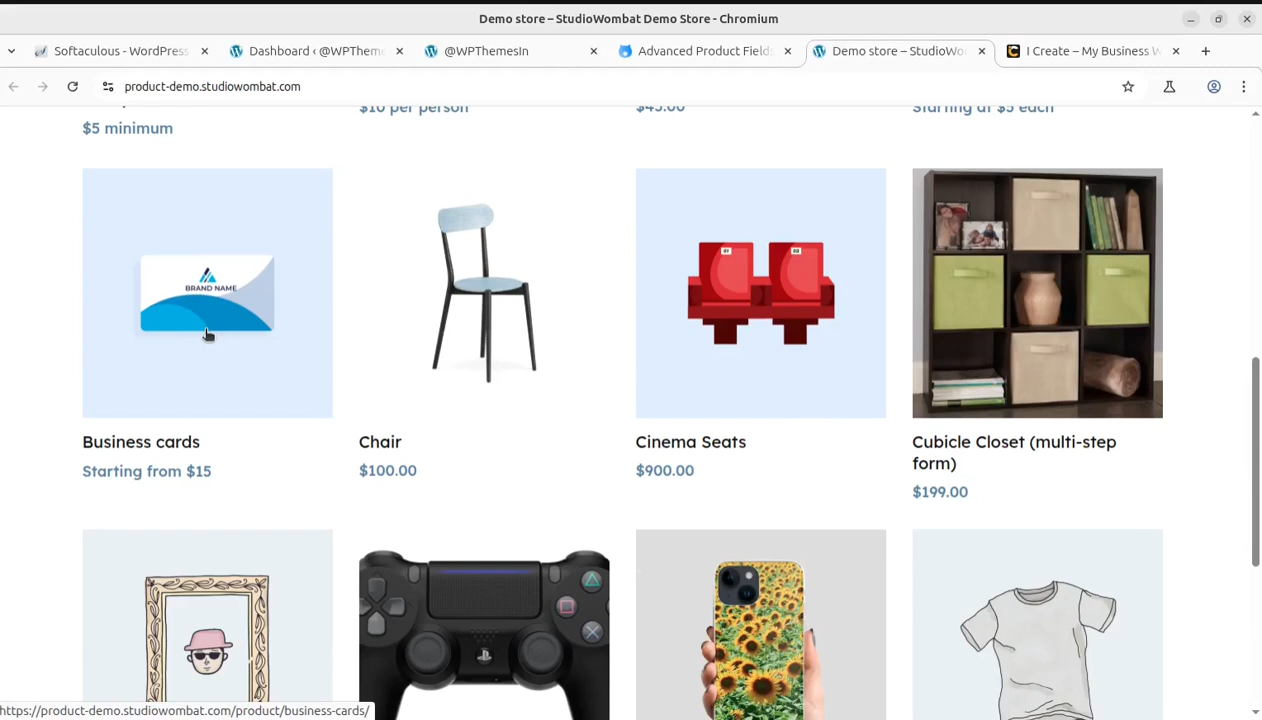 Demo store – StudioWombat Demo Store - Chromium
Softaculous - WordPress
Dashboard ‹ @WPTheme
@WPThemesIn
Advanced Product Fields
Demo store – StudioWo
I Create – My Business W
product-demo.studiowombat.com
$10 per person
$45.00
Starting at $5 each
$5 minimum
BRAND NAME
Business cards
Starting from $15
Chair
$100.00
Cinema Seats
$900.00
Cubicle Closet (multi-step
form)
$199.00
https://product-demo.studiowombat.com/product/business-cards/